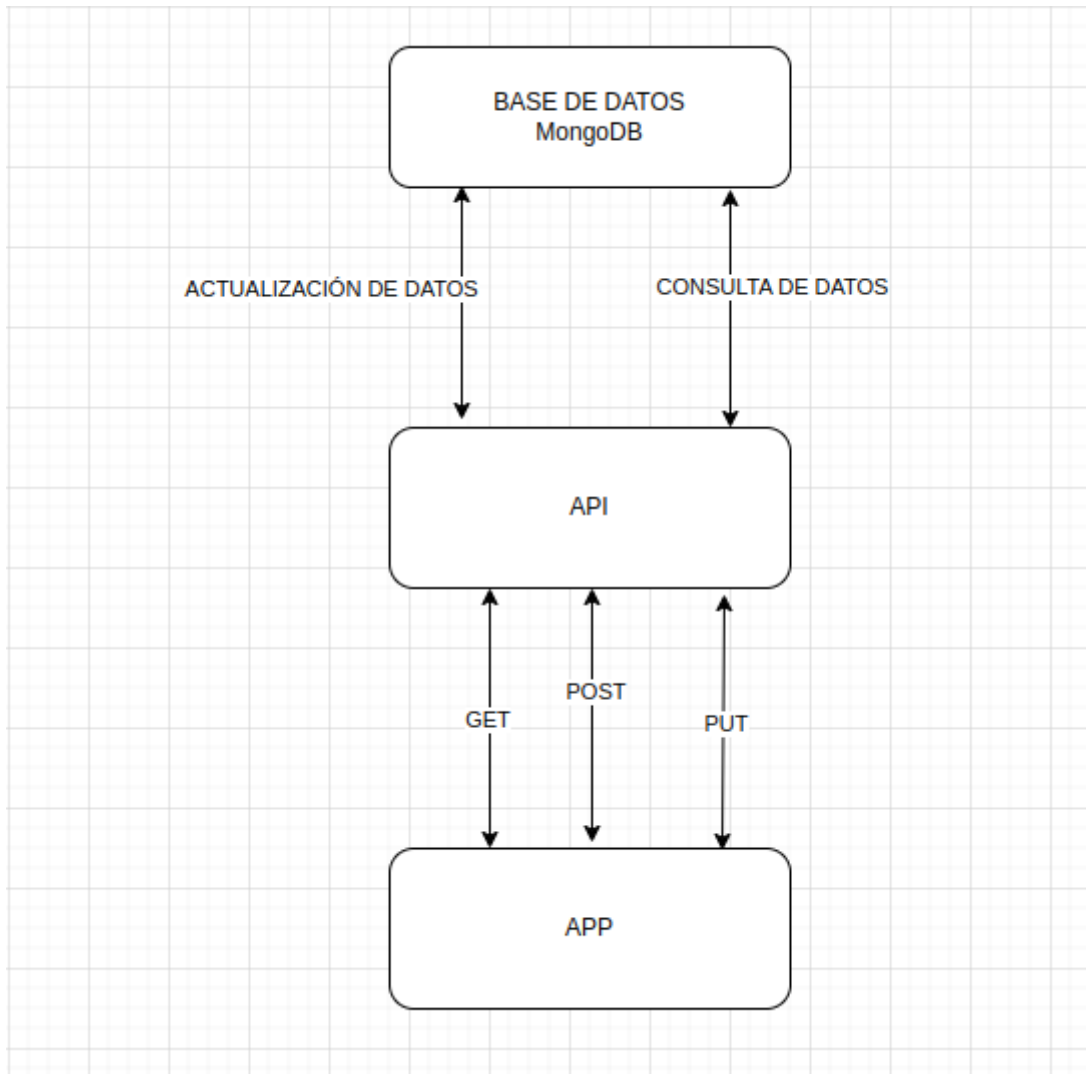 BASE DE DATOS
MongoDB
ACTUALIZACIÓN DE DATOS
CONSULTA DE DATOS
API
GET
POST
PUT
APP